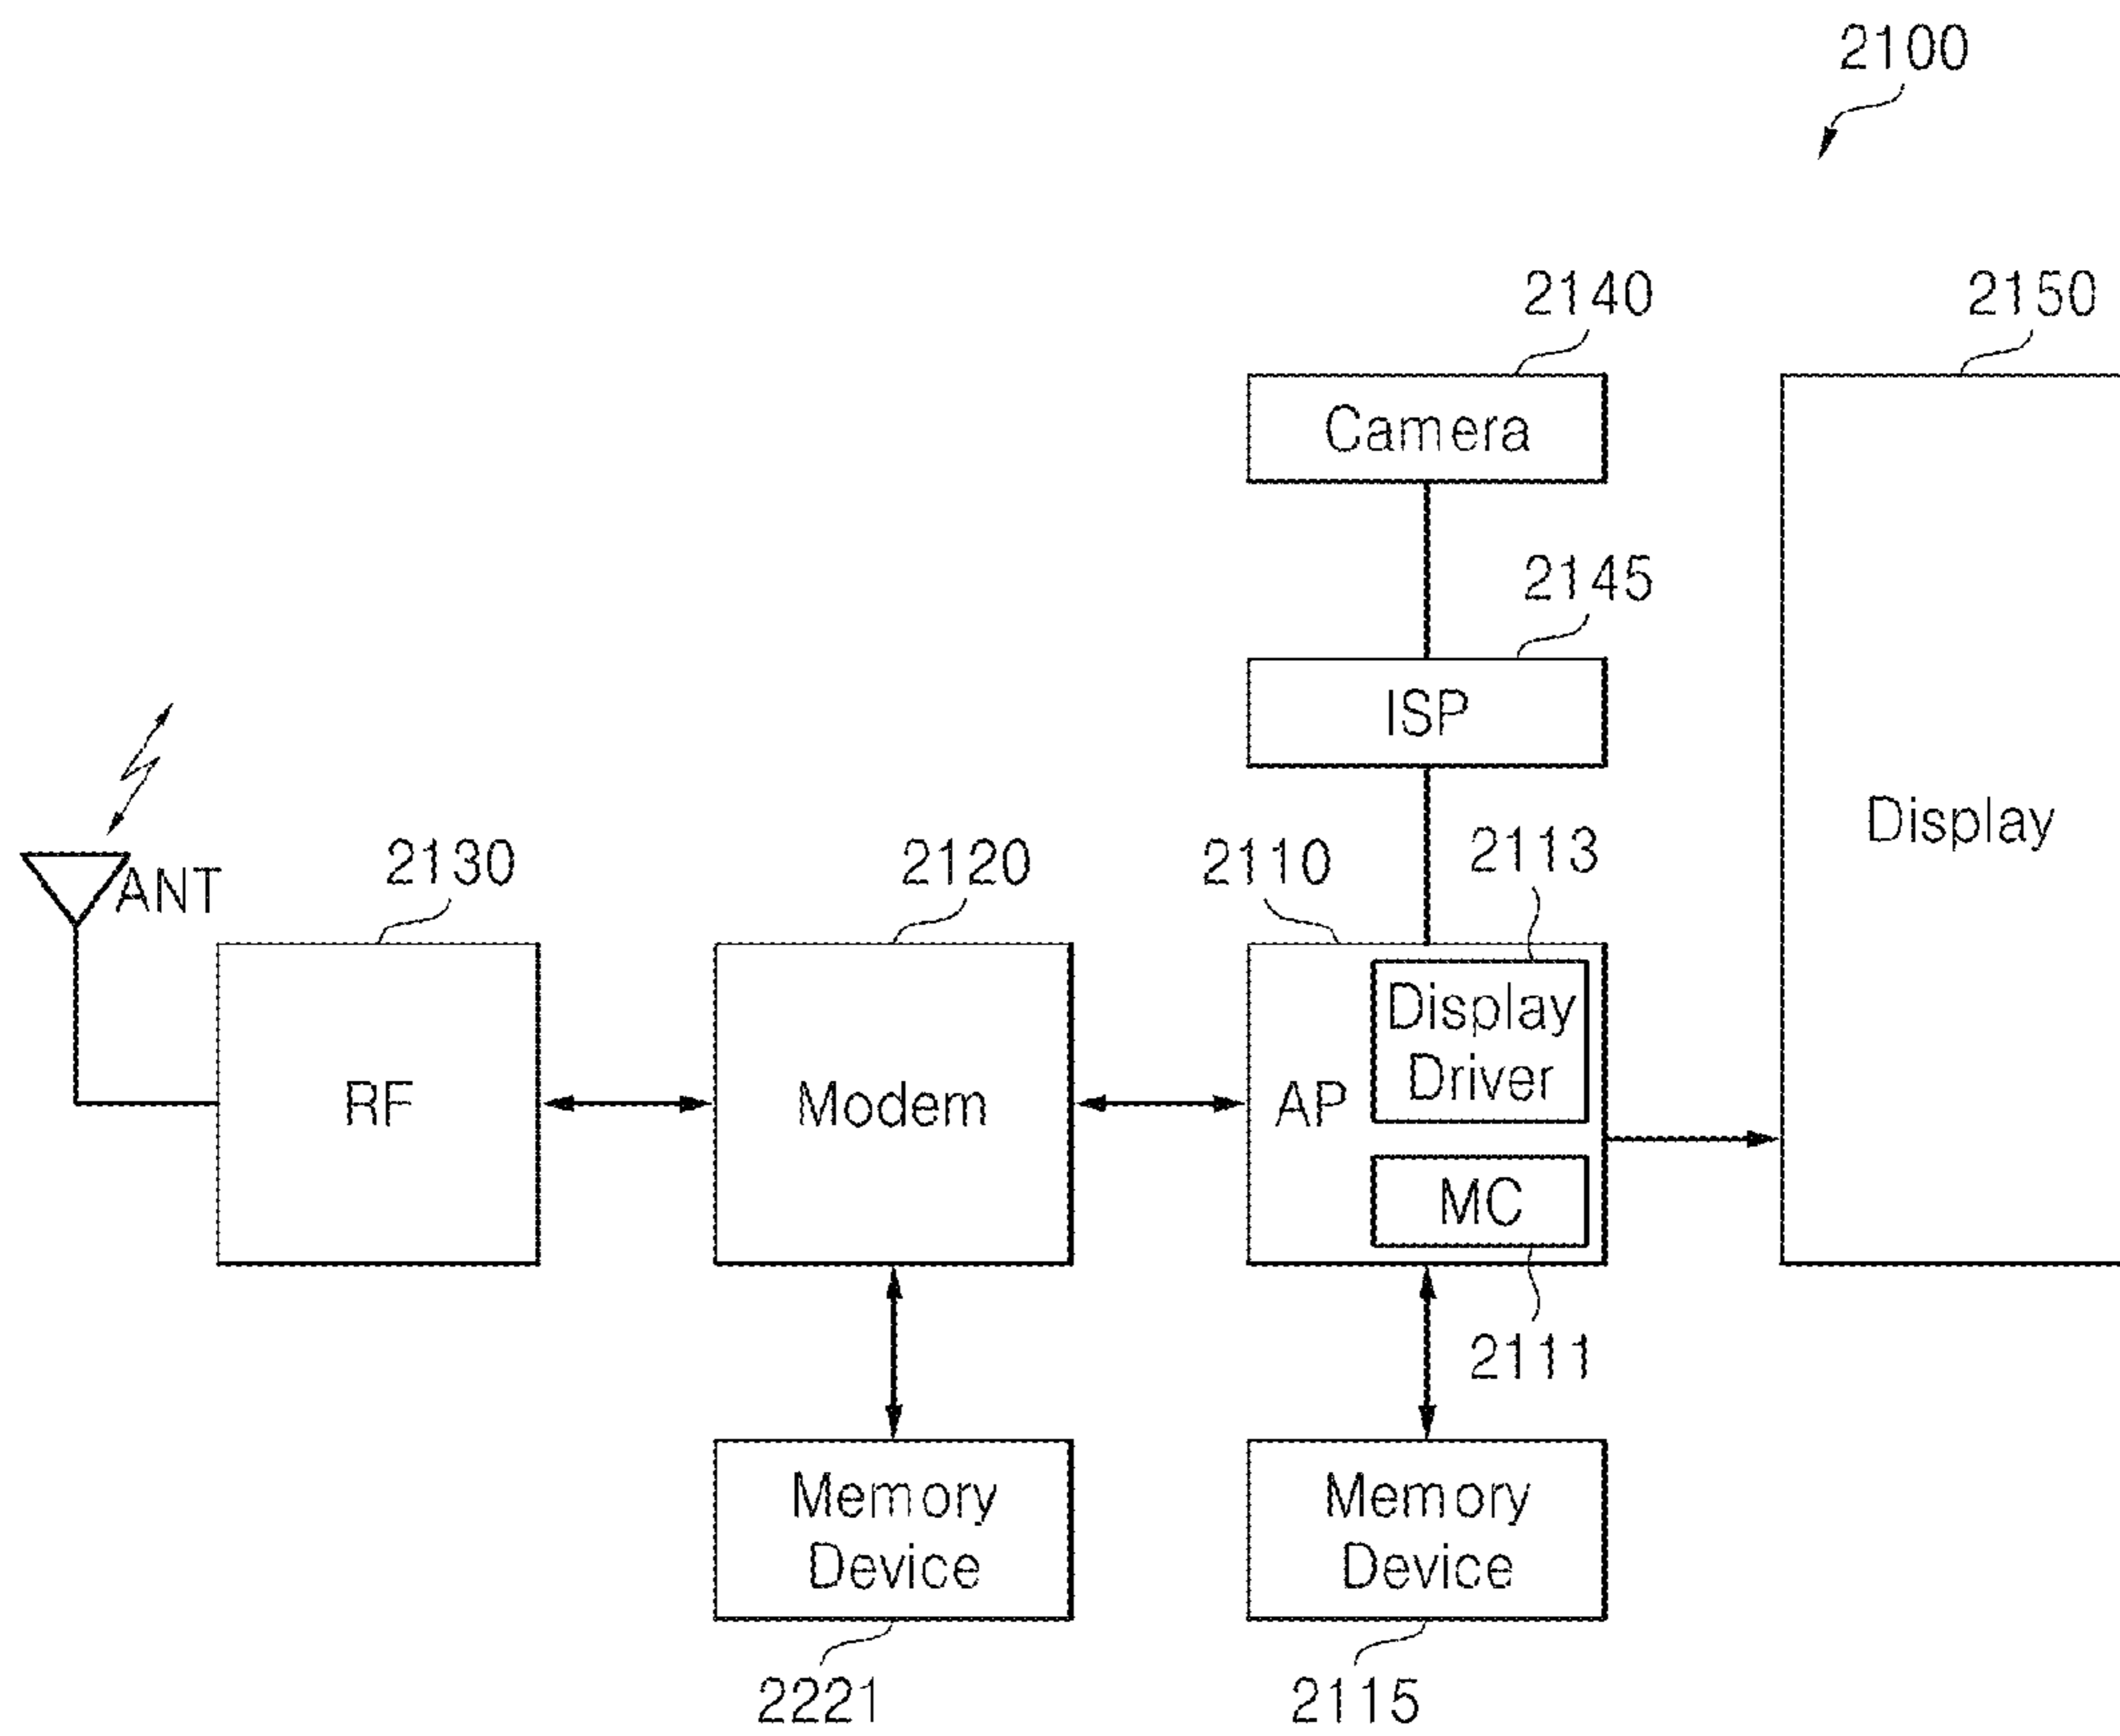 2100
2140
2150
Camera
2145
ISP
Display
2113
2130
2120
2110
ANT
Display
Driver
RF
Modem
AP
MC
2111
Memory
Device
Memory
Device
2221
2115